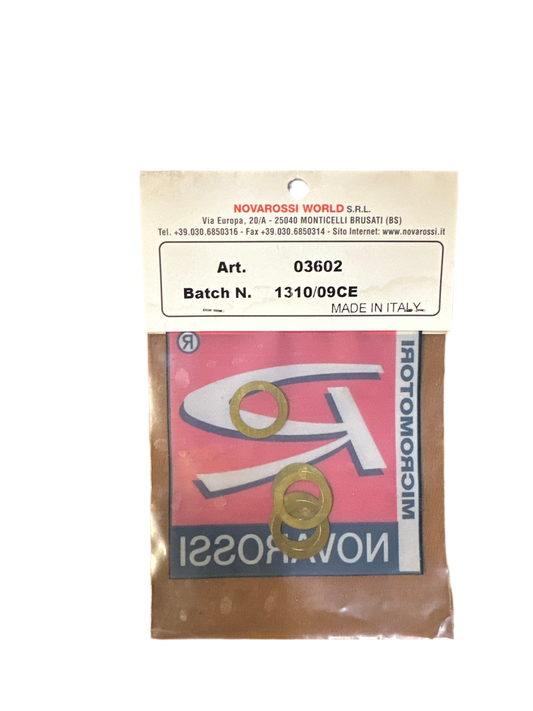 NOVAROSSI WORLD S.R.L.
Via Europa, 20/A - 25040 MONTICELLI BRUSATI (BS)
Tel. +39.030.6850316 - Fax +39.030.6850314 - Sito Internet: www.novarossi.it
Art. 03602
Batch N. 1310/09CE
MADE IN ITALY
®
MICROMOTORI
NOVAROSSI